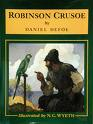 ROBINSON CRUSOE
by
DANIEL DEFOE
Illustrated by N.C. WYETH